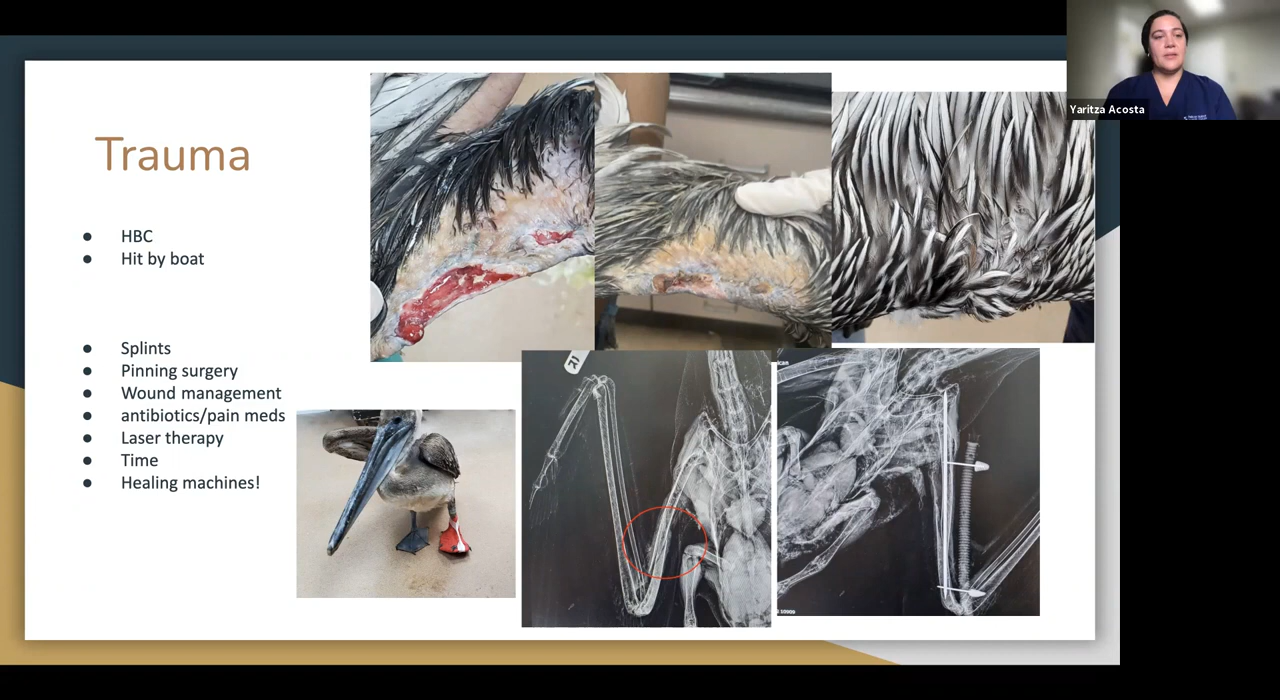 Yaritza Acosta
Trauma
HBC
Hit by boat
Splints
Pinning surgery
Wound management
antibiotics/pain meds
Laser therapy
Time
Healing machines!
R